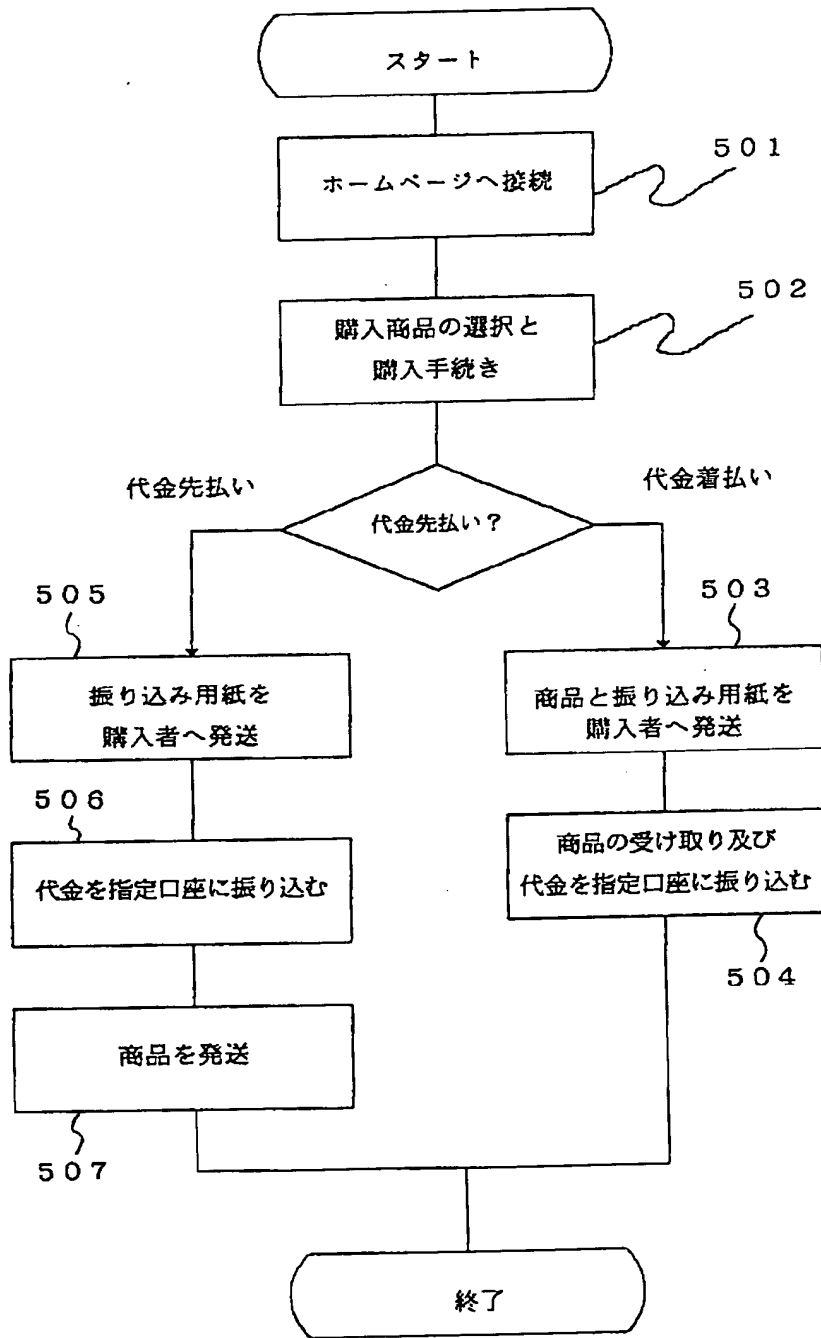 スタート
ホームページへ接続
５０１
購入商品の選択と
購入手続き
５０２
代金先払い
代金先払い？
代金着払い
５０５
振り込み用紙を
購入者へ発送
５０３
商品と振り込み用紙を
購入者へ発送
５０６
代金を指定口座に振り込む
商品の受け取り及び
代金を指定口座に振り込む
５０４
商品を発送
５０７
終了